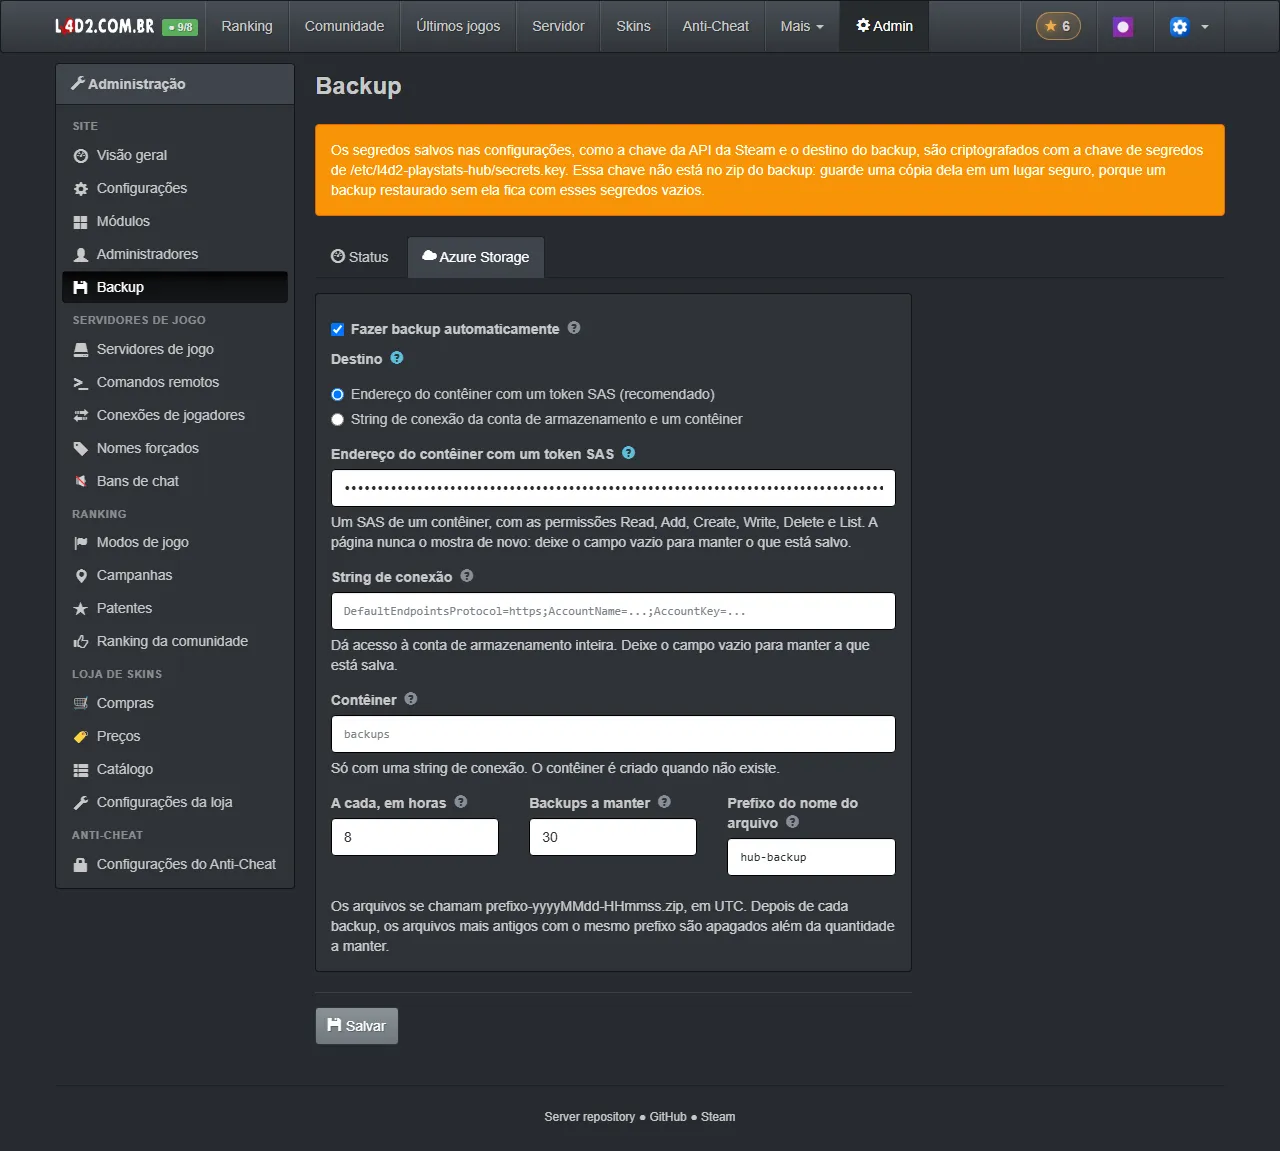 L4D2.COM.BR ● 9/8 Ranking Comunidade Últimos jogos Servidor Skins Anti-Cheat Mais Admin ★ 6
Administração
SITE
Visão geral
Configurações
Módulos
Administradores
Backup
SERVIDORES DE JOGO
Servidores de jogo
Comandos remotos
Conexões de jogadores
Nomes forçados
Bans de chat
RANKING
Modos de jogo
Campanhas
Patentes
Ranking da comunidade
LOJA DE SKINS
Compras
Preços
Catálogo
Configurações da loja
ANTI-CHEAT
Configurações do Anti-Cheat
Backup
Os segredos salvos nas configurações, como a chave da API da Steam e o destino do backup, são criptografados com a chave de segredos
de /etc/l4d2-playstats-hub/secrets.key. Essa chave não está no zip do backup: guarde uma cópia dela em um lugar seguro, porque um
backup restaurado sem ela fica com esses segredos vazios.
Status Azure Storage
Fazer backup automaticamente ?
Destino ?
Endereço do contêiner com um token SAS (recomendado)
String de conexão da conta de armazenamento e um contêiner
Endereço do contêiner com um token SAS ?
Um SAS de um contêiner, com as permissões Read, Add, Create, Write, Delete e List. A
página nunca o mostra de novo: deixe o campo vazio para manter o que está salvo.
String de conexão ?
DefaultEndpointsProtocol=https;AccountName=...;AccountKey=...
Dá acesso à conta de armazenamento inteira. Deixe o campo vazio para manter a que
está salva.
Contêiner ?
backups
Só com uma string de conexão. O contêiner é criado quando não existe.
A cada, em horas ?
8
Backups a manter ?
30
Prefixo do nome do
arquivo ?
hub-backup
Os arquivos se chamam prefixo-yyyyMMdd-HHmmss.zip, em UTC. Depois de cada
backup, os arquivos mais antigos com o mesmo prefixo são apagados além da quantidade
a manter.
Salvar
Server repository ● GitHub ● Steam